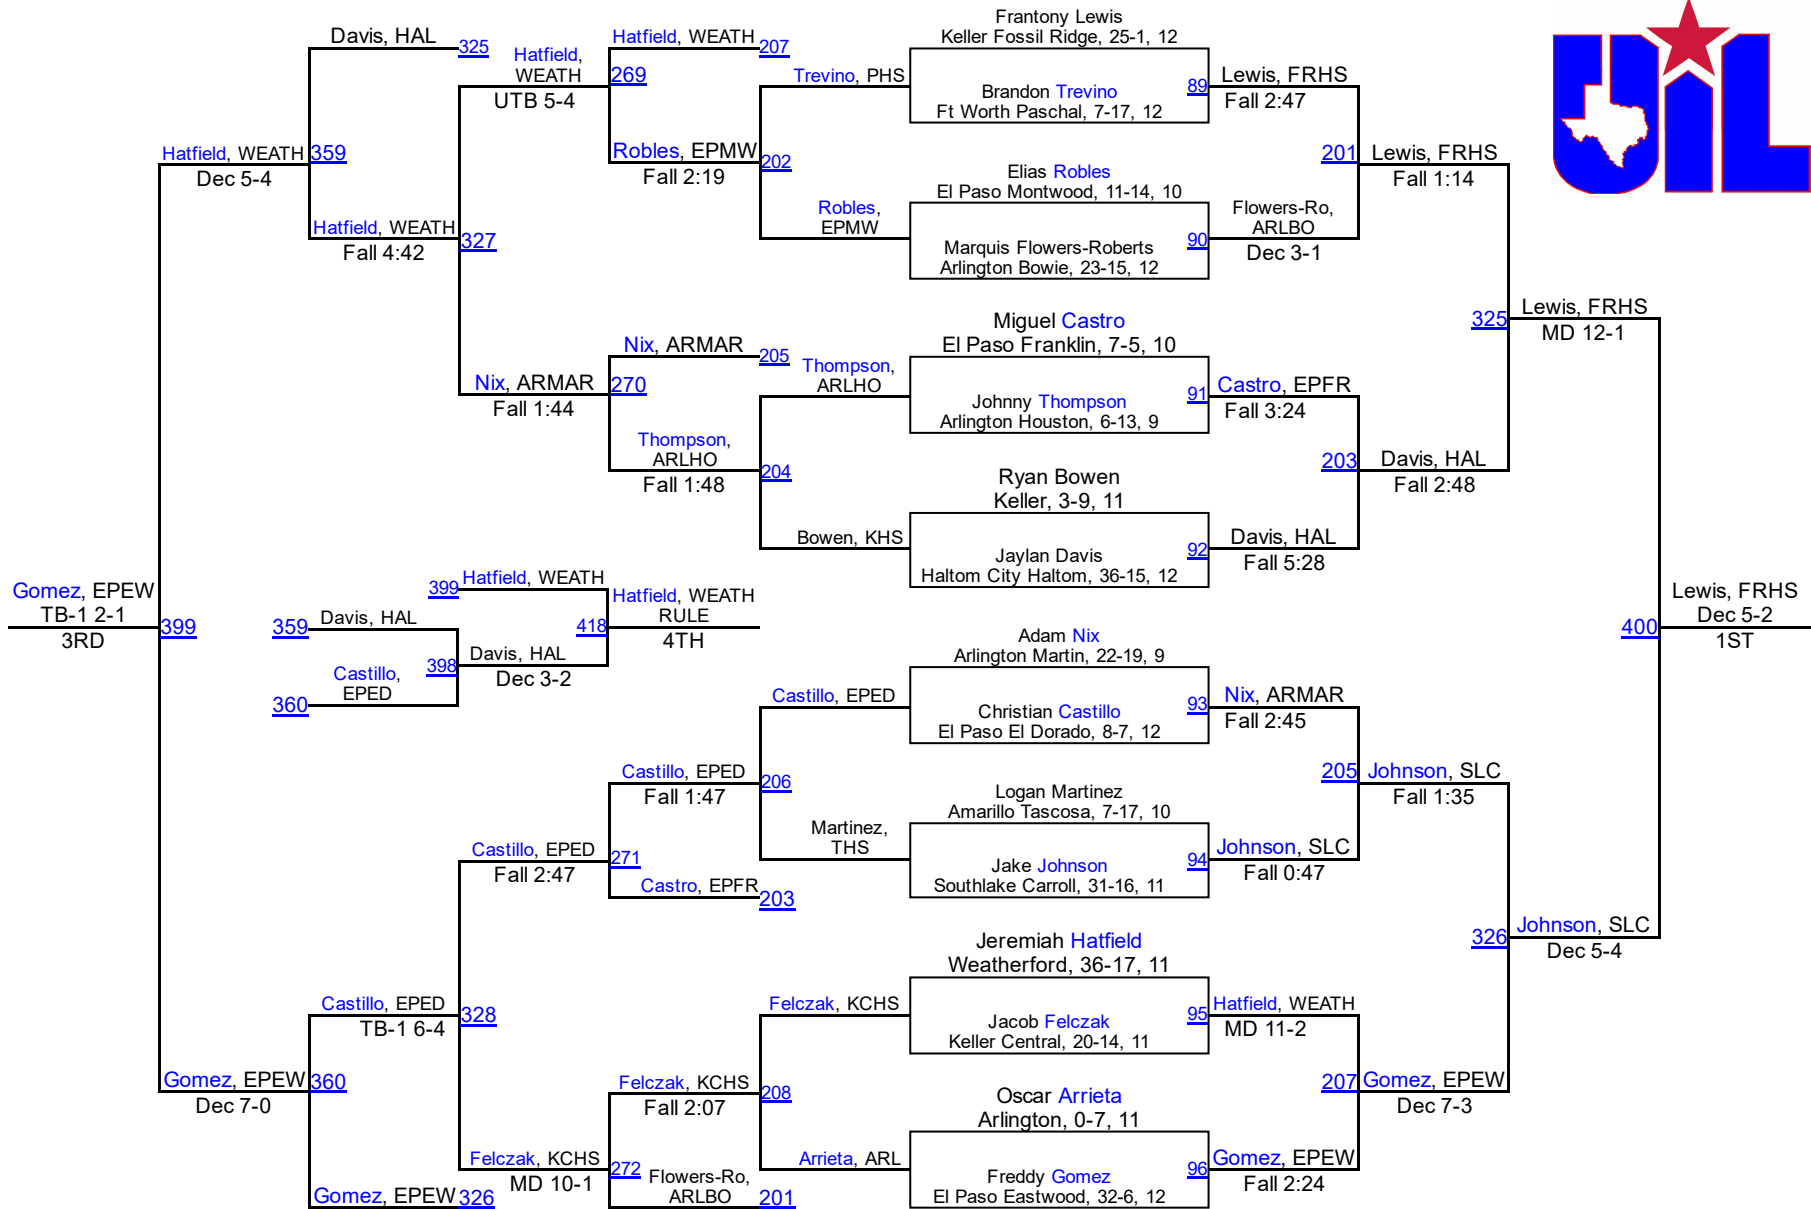 Davis, HAL
325
Hatfield,
WEATH
UTB 5-4
Hatfield, WEATH
207
269
Trevino, PHS
Robles, EPMW
202
Fall 2:19
Robles,
EPMW
Hatfield, WEATH
359
Dec 5-4
Hatfield, WEATH
327
Fall 4:42
Nix, ARMAR
205
Nix, ARMAR
270
Fall 1:44
Thompson,
ARLHO
Thompson,
ARLHO
204
Fall 1:48
Bowen, KHS
Frantony Lewis
Keller Fossil Ridge, 25-1, 12
Brandon Trevino
Ft Worth Paschal, 7-17, 12
89
Lewis, FRHS
Fall 2:47
Elias Robles
El Paso Montwood, 11-14, 10
Marquis Flowers-Roberts
Arlington Bowie, 23-15, 12
90
Flowers-Ro,
ARLBO
Dec 3-1
201
Lewis, FRHS
Fall 1:14
UIL
Miguel Castro
El Paso Franklin, 7-5, 10
Johnny Thompson
Arlington Houston, 6-13, 9
91
Castro, EPFR
Fall 3:24
Ryan Bowen
Keller, 3-9, 11
Jaylan Davis
Haltom City Haltom, 36-15, 12
92
Davis, HAL
Fall 5:28
203
Davis, HAL
Fall 2:48
325
Lewis, FRHS
MD 12-1
Gomez, EPEW
TB-1 2-1
3RD
399
399
Hatfield, WEATH
359
Davis, HAL
Castillo,
EPED
360
398
Davis, HAL
Dec 3-2
418
Hatfield, WEATH
RULE
4TH
400
Lewis, FRHS
Dec 5-2
1ST
Adam Nix
Arlington Martin, 22-19, 9
Christian Castillo
El Paso El Dorado, 8-7, 12
93
Nix, ARMAR
Fall 2:45
Logan Martinez
Amarillo Tascosa, 7-17, 10
Jake Johnson
Southlake Carroll, 31-16, 11
94
Johnson, SLC
Fall 0:47
205
Johnson, SLC
Fall 1:35
Castillo, EPED
Castillo, EPED
206
Fall 1:47
Martinez,
THS
Castillo, EPED
271
Fall 2:47
Castro, EPFR
203
Jeremiah Hatfield
Weatherford, 36-17, 11
Jacob Felczak
Keller Central, 20-14, 11
95
Hatfield, WEATH
MD 11-2
Oscar Arrieta
Arlington, 0-7, 11
Freddy Gomez
El Paso Eastwood, 32-6, 12
96
Gomez, EPEW
Fall 2:24
207
Gomez, EPEW
Dec 7-3
326
Johnson, SLC
Dec 5-4
Castillo, EPED
328
TB-1 6-4
Felczak, KCHS
Felczak, KCHS
208
Fall 2:07
Arrieta, ARL
Gomez, EPEW
360
Dec 7-0
Felczak, KCHS
272
MD 10-1
Flowers-Ro,
ARLBO
201
Gomez, EPEW
326